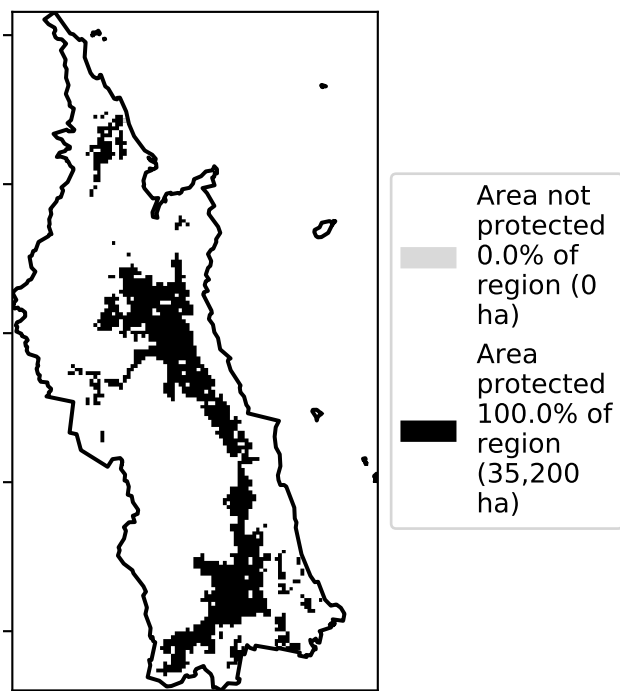 Area not
protected
0.0% of
region (0
ha)
Area
protected
100.0% of
region
(35,200
ha)